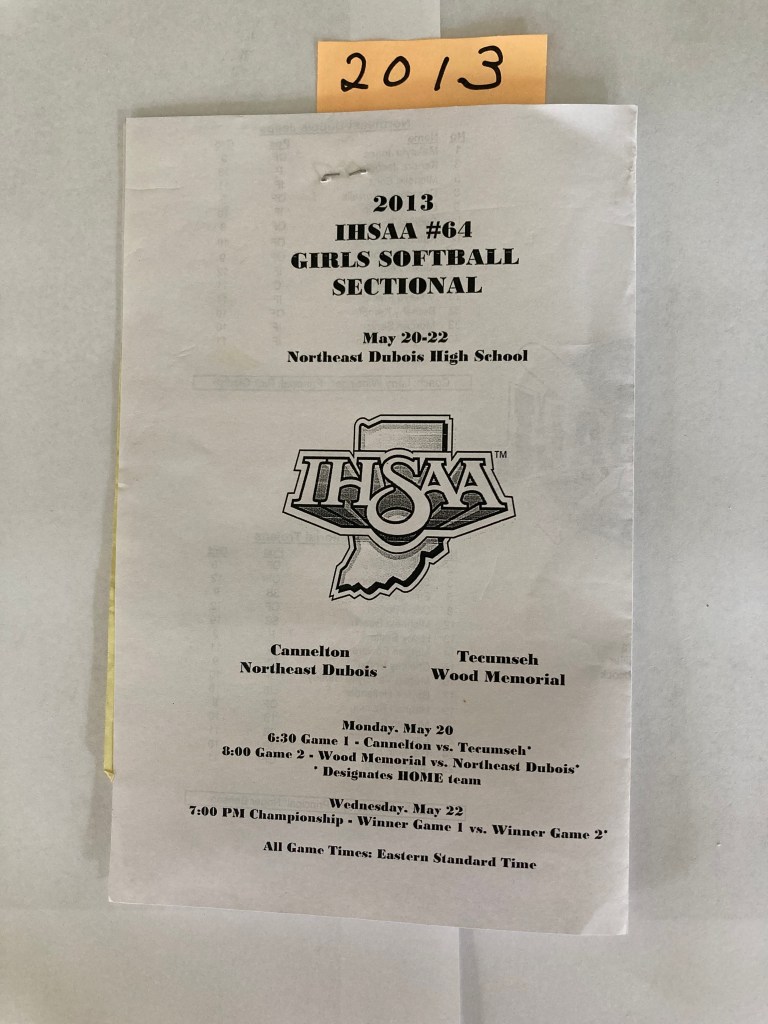 2013
2013
IHSAA #64
GIRLS SOFTBALL
SECTIONAL
May 20-22
Northeast Dubois High School
IHSAA™
Cannelton
Northeast Dubois
Tecumseh
Wood Memorial
Monday, May 20
6:30 Game 1 - Cannelton vs. Tecumseh*
8:00 Game 2 - Wood Memorial vs. Northeast Dubois*
* Designates HOME team
Wednesday, May 22
7:00 PM Championship - Winner Game 1 vs. Winner Game 2*
All Game Times: Eastern Standard Time